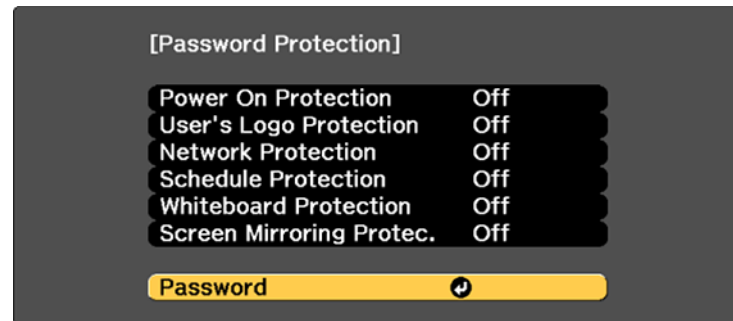 [Password Protection]
Power On Protection Off
User's Logo Protection Off
Network Protection Off
Schedule Protection Off
Whiteboard Protection Off
Screen Mirroring Protec. Off
Password